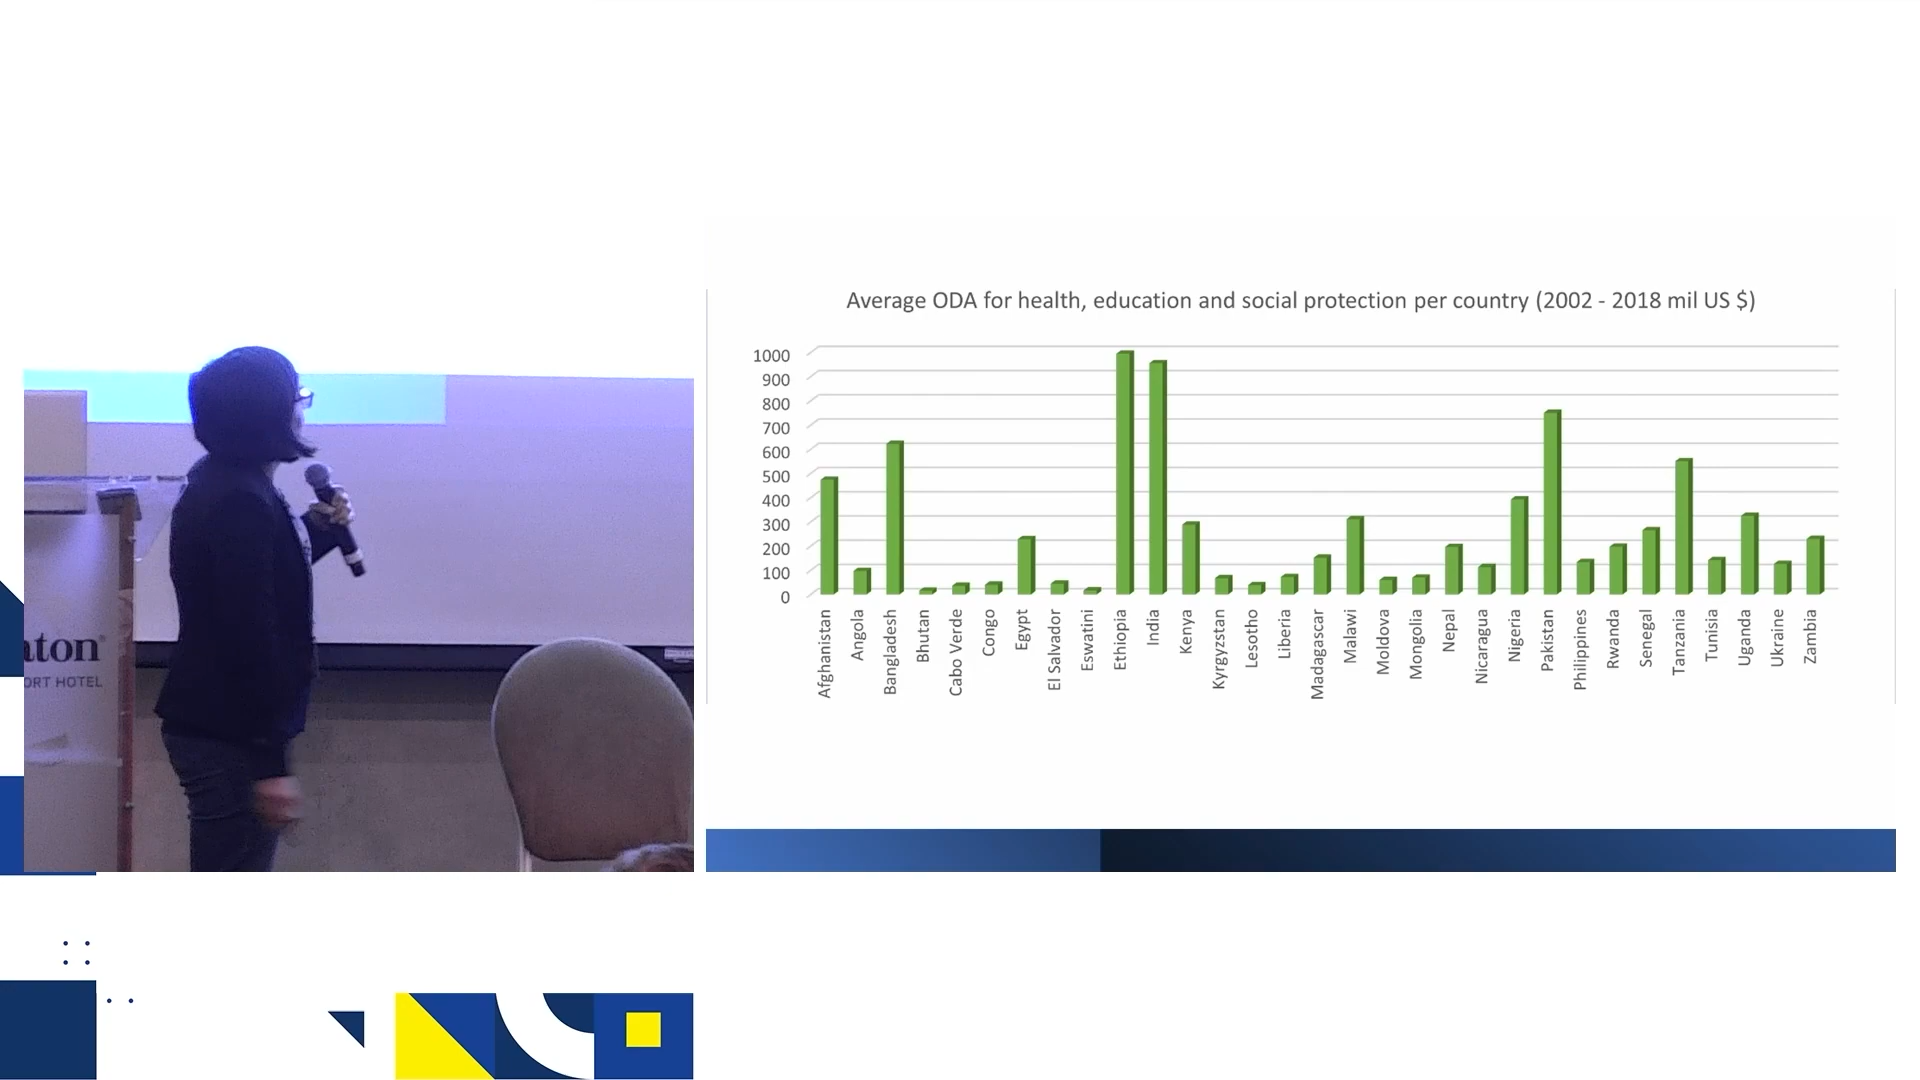 aton®
ORT HOTEL
Average ODA for health, education and social protection per country (2002 - 2018 mil US $)
1000
900
800
700
600
500
400
300
200
100
0
Afghanistan
Angola
Bangladesh
Bhutan
Cabo Verde
Congo
Egypt
El Salvador
Eswatini
Ethiopia
India
Kenya
Kyrgyzstan
Lesotho
Liberia
Madagascar
Malawi
Moldova
Mongolia
Nepal
Nicaragua
Nigeria
Pakistan
Philippines
Rwanda
Senegal
Tanzania
Tunisia
Uganda
Ukraine
Zambia